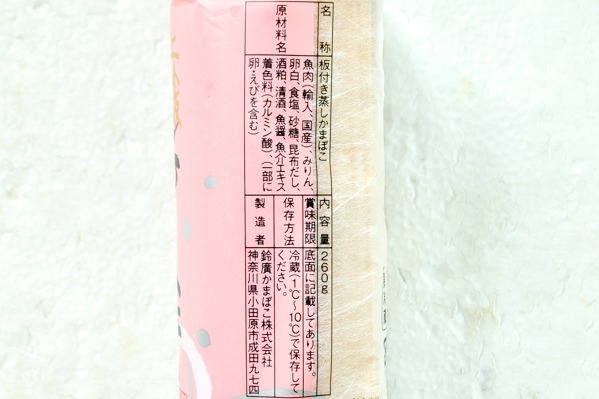 名称
板付き蒸しかまぼこ
原材料名
魚肉(輸入、国産)、みりん、
卵白、食塩、砂糖、昆布だし、
酒粕、清酒、魚醤、魚介エキス
着色料(カルミン酸)、(一部に
卵・えびを含む)
内容量
260g
賞味期限
底面に記載してあります。
保存方法
冷蔵(1℃〜10℃)で保存して
ください。
製造者
鈴廣かまぼこ株式会社
神奈川県小田原市成田九七四